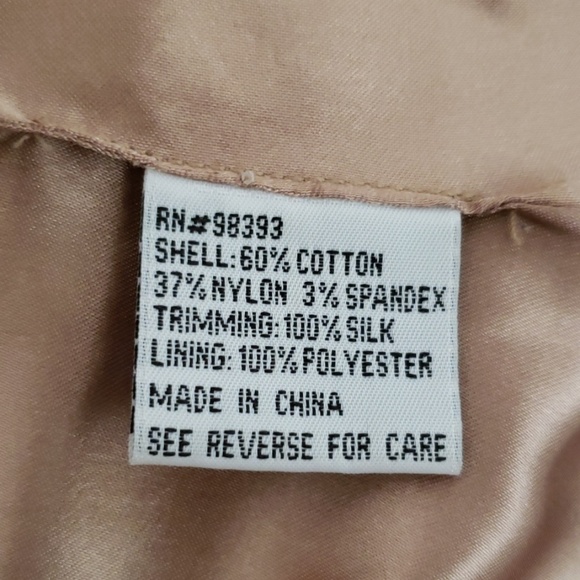 RN#98393
SHELL:60% COTTON
37% NYLON 3% SPANDEX
TRIMMING:100% SILK
LINING:100% POLYESTER
MADE IN CHINA
SEE REVERSE FOR CARE